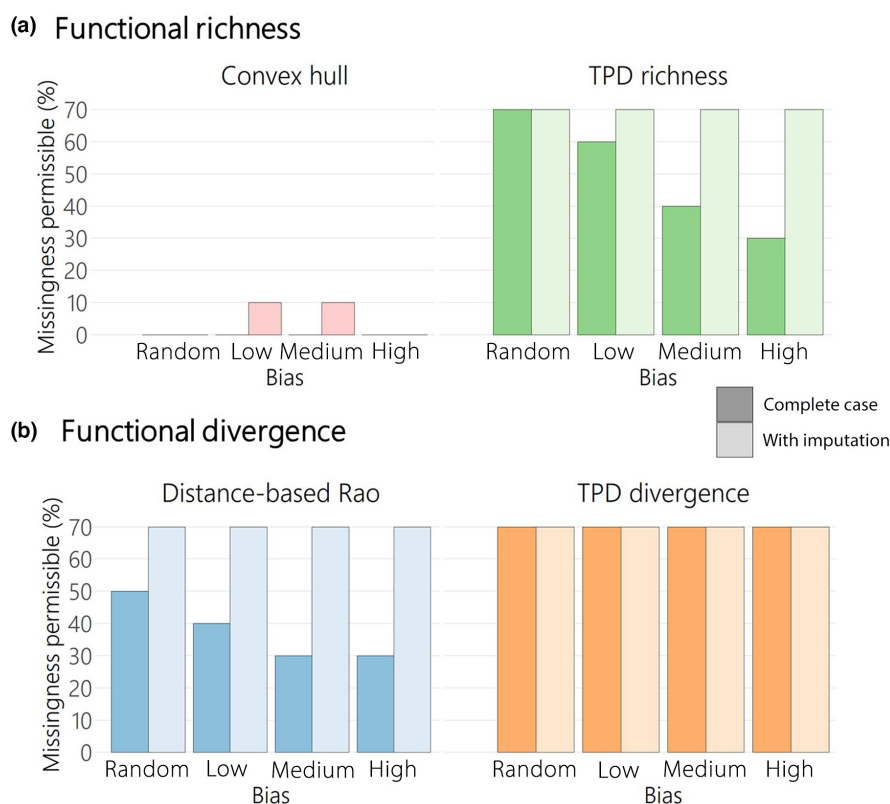 (a) Functional richness
Convex hull TPD richness
Missingness permissible (%)
70
60
50
40
30
20
10
0
Random Low Medium High Random Low Medium High
Bias Bias
Complete case
With imputation
(b) Functional divergence
Distance-based Rao TPD divergence
Missingness permissible (%)
70
60
50
40
30
20
10
0
Random Low Medium High Random Low Medium High
Bias Bias